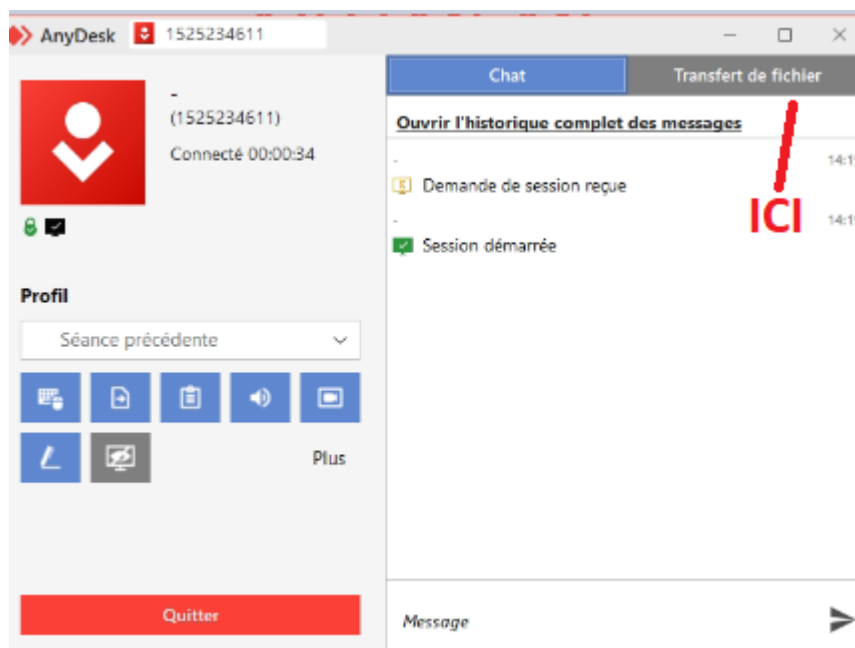 AnyDesk
1525234611
-
(1525234611)
Connecté 00:00:34
Profil
Séance précédente
Plus
Quitter
Chat
Transfert de fichier
Ouvrir l'historique complet des messages
-
Demande de session reçue
ICI
-
Session démarrée
Message